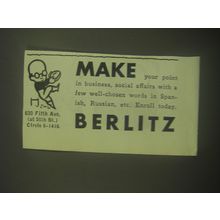 MAKE your point
in business, social affairs with a
few well-chosen words in Span-
ish, Russian, etc. Enroll today.
BERLITZ
630 Fifth Ave.
(at 50th St.)
Circle 6-1416